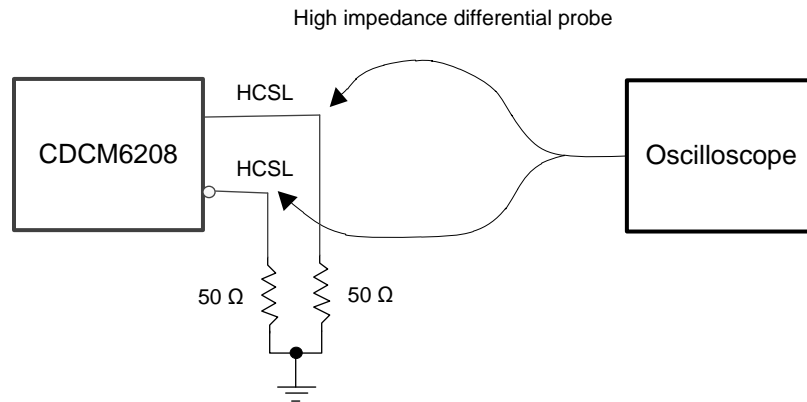 High impedance differential probe
HCSL
CDCM6208
HCSL
Oscilloscope
50 Ω
50 Ω